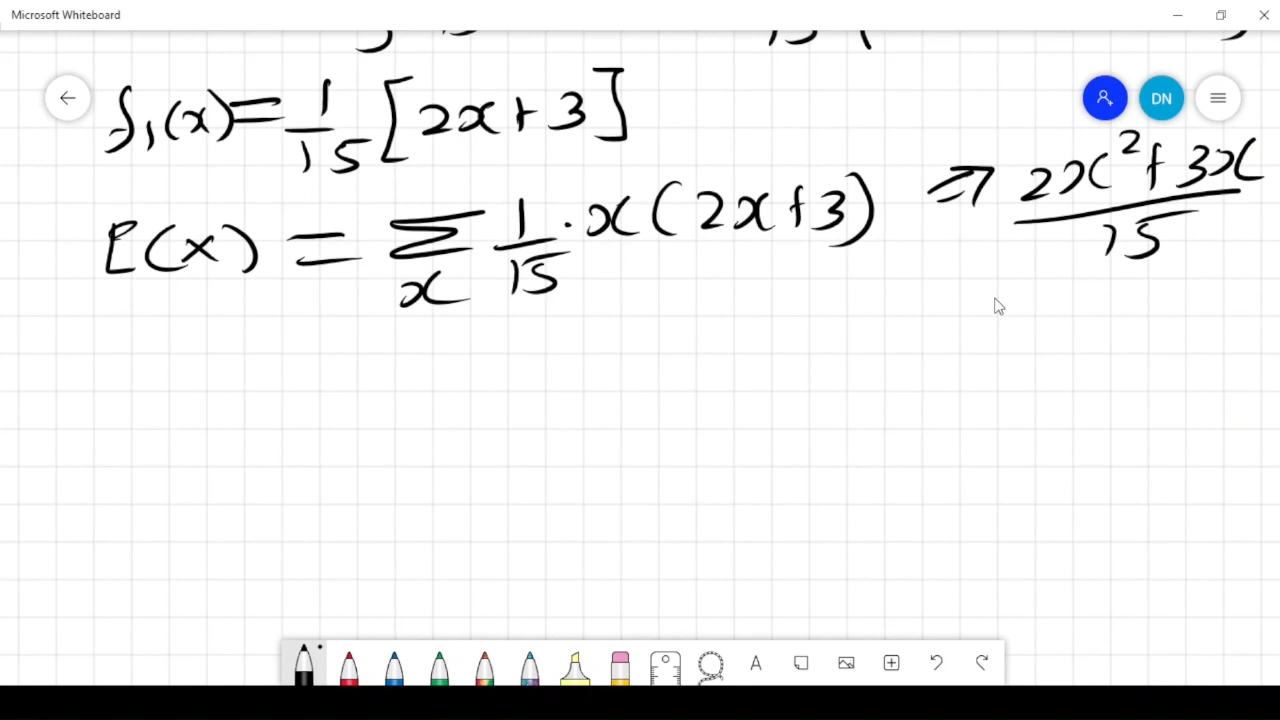 Microsoft Whiteboard
f₁(x) = 1/15 [2x + 3]
E(x) = Σₓ 1/15 · x(2x + 3) ⇒ (2x² + 3x)/15
DN
A